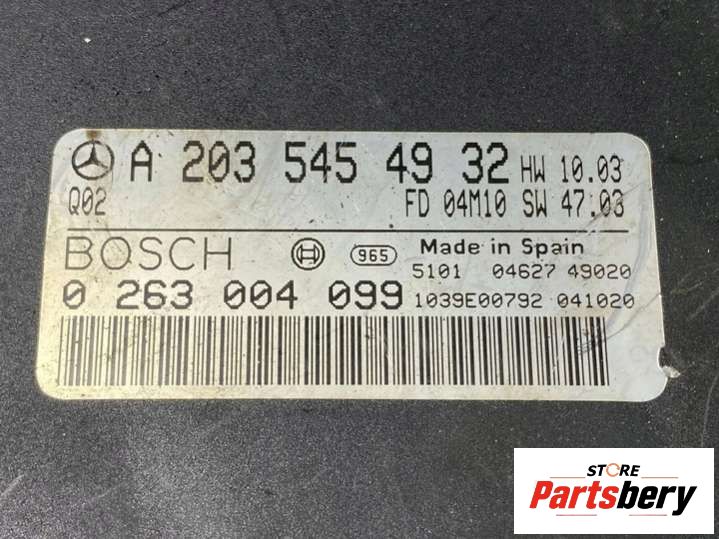 A 203 545 49 32 HW 10.03
Q02 FD 04M10 SW 47.03
BOSCH 965 Made in Spain
5101 04627 49020
0 263 004 099 1039E00792 041020
STORE
Partsbery